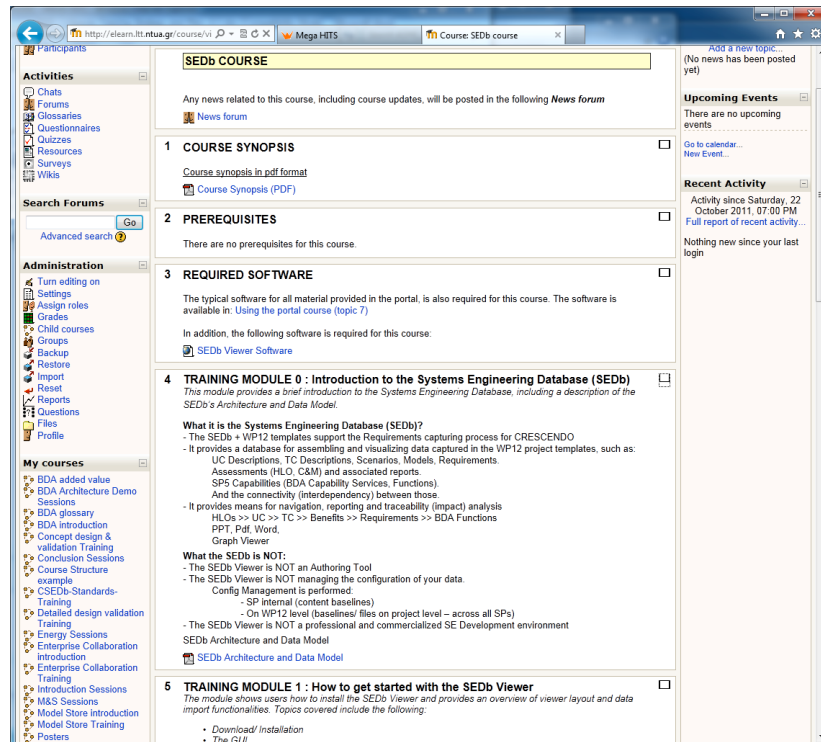 http://elearn.ltt.ntua.gr/course/vi
Mega HITS
Course: SEDb course
Participants
Activities
Chats
Forums
Glossaries
Questionnaires
Quizzes
Resources
Surveys
Wikis
Search Forums
Go
Advanced search
Administration
Turn editing on
Settings
Assign roles
Grades
Child courses
Groups
Backup
Restore
Import
Reset
Reports
Questions
Files
Profile
My courses
BDA added value
BDA Architecture Demo
Sessions
BDA glossary
BDA introduction
Concept design &
validation Training
Conclusion Sessions
Course Structure
example
CSEDb-Standards-
Training
Detailed design validation
Training
Energy Sessions
Enterprise Collaboration
introduction
Enterprise Collaboration
Training
Introduction Sessions
M&S Sessions
Model Store introduction
Model Store Training
Posters
SEDb COURSE
Any news related to this course, including course updates, will be posted in the following News forum
News forum
1 COURSE SYNOPSIS
Course synopsis in pdf format
Course Synopsis (PDF)
2 PREREQUISITES
There are no prerequisites for this course.
3 REQUIRED SOFTWARE
The typical software for all material provided in the portal, is also required for this course. The software is
available in: Using the portal course (topic 7)
In addition, the following software is required for this course:
SEDb Viewer Software
4 TRAINING MODULE 0 : Introduction to the Systems Engineering Database (SEDb)
This module provides a brief introduction to the Systems Engineering Database, including a description of the
SEDb's Architecture and Data Model.
What it is the Systems Engineering Database (SEDb)?
- The SEDb + WP12 templates support the Requirements capturing process for CRESCENDO
- It provides a database for assembling and visualizing data captured in the WP12 project templates, such as:
UC Descriptions, TC Descriptions, Scenarios, Models, Requirements.
Assessments (HLO, C&M) and associated reports.
SP5 Capabilities (BDA Capability Services, Functions).
And the connectivity (interdependency) between those.
- It provides means for navigation, reporting and traceability (impact) analysis
HLOs >> UC >> TC >> Benefits >> Requirements >> BDA Functions
PPT, Pdf, Word,
Graph Viewer
What the SEDb is NOT:
- The SEDb Viewer is NOT an Authoring Tool
- The SEDb Viewer is NOT managing the configuration of your data.
Config Management is performed:
- SP internal (content baselines)
- On WP12 level (baselines/ files on project level – across all SPs)
- The SEDb Viewer is NOT a professional and commercialized SE Development environment
SEDb Architecture and Data Model
SEDb Architecture and Data Model
5 TRAINING MODULE 1 : How to get started with the SEDb Viewer
The module shows users how to install the SEDb Viewer and provides an overview of viewer layout and data
import functionalities. Topics covered include the following:
• Download/ Installation
• The GUI
Add a new topic...
(No news has been posted
yet)
Upcoming Events
There are no upcoming
events
Go to calendar...
New Event...
Recent Activity
Activity since Saturday, 22
October 2011, 07:00 PM
Full report of recent activity...
Nothing new since your last
login